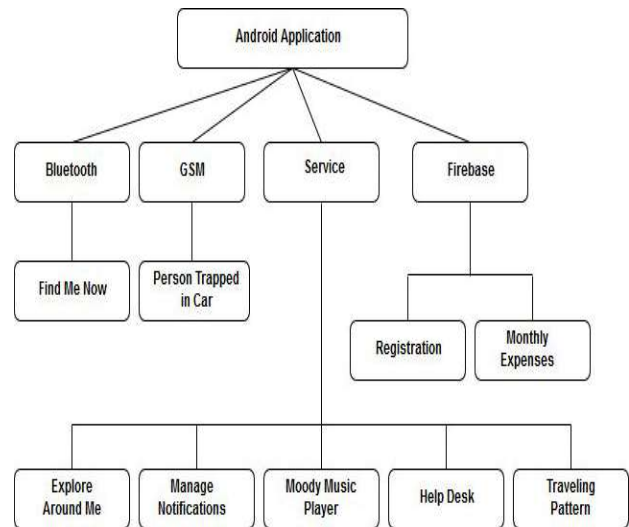 Android Application
Bluetooth
GSM
Service
Firebase
Find Me Now
Person Trapped
in Car
Registration
Monthly
Expenses
Explore
Around Me
Manage
Notifications
Moody Music
Player
Help Desk
Traveling
Pattern